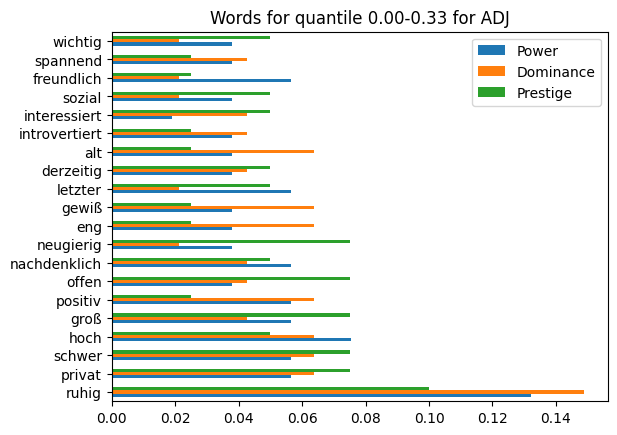 Words for quantile 0.00-0.33 for ADJ
Power
Dominance
Prestige
wichtig
spannend
freundlich
sozial
interessiert
introvertiert
alt
derzeitig
letzter
gewiß
eng
neugierig
nachdenklich
offen
positiv
groß
hoch
schwer
privat
ruhig
0.00 0.02 0.04 0.06 0.08 0.10 0.12 0.14